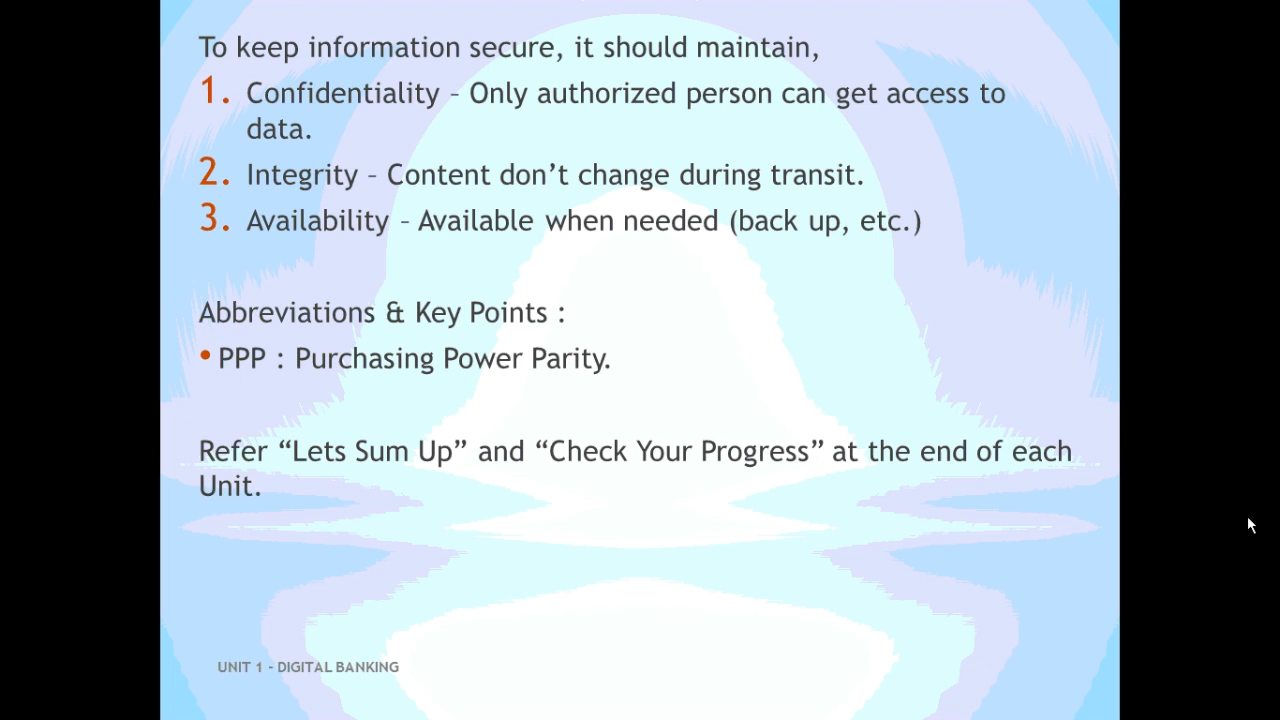 To keep information secure, it should maintain,
1. Confidentiality – Only authorized person can get access to
data.
2. Integrity – Content don’t change during transit.
3. Availability – Available when needed (back up, etc.)
Abbreviations & Key Points :
• PPP : Purchasing Power Parity.
Refer “Lets Sum Up” and “Check Your Progress” at the end of each
Unit.
UNIT 1 - DIGITAL BANKING